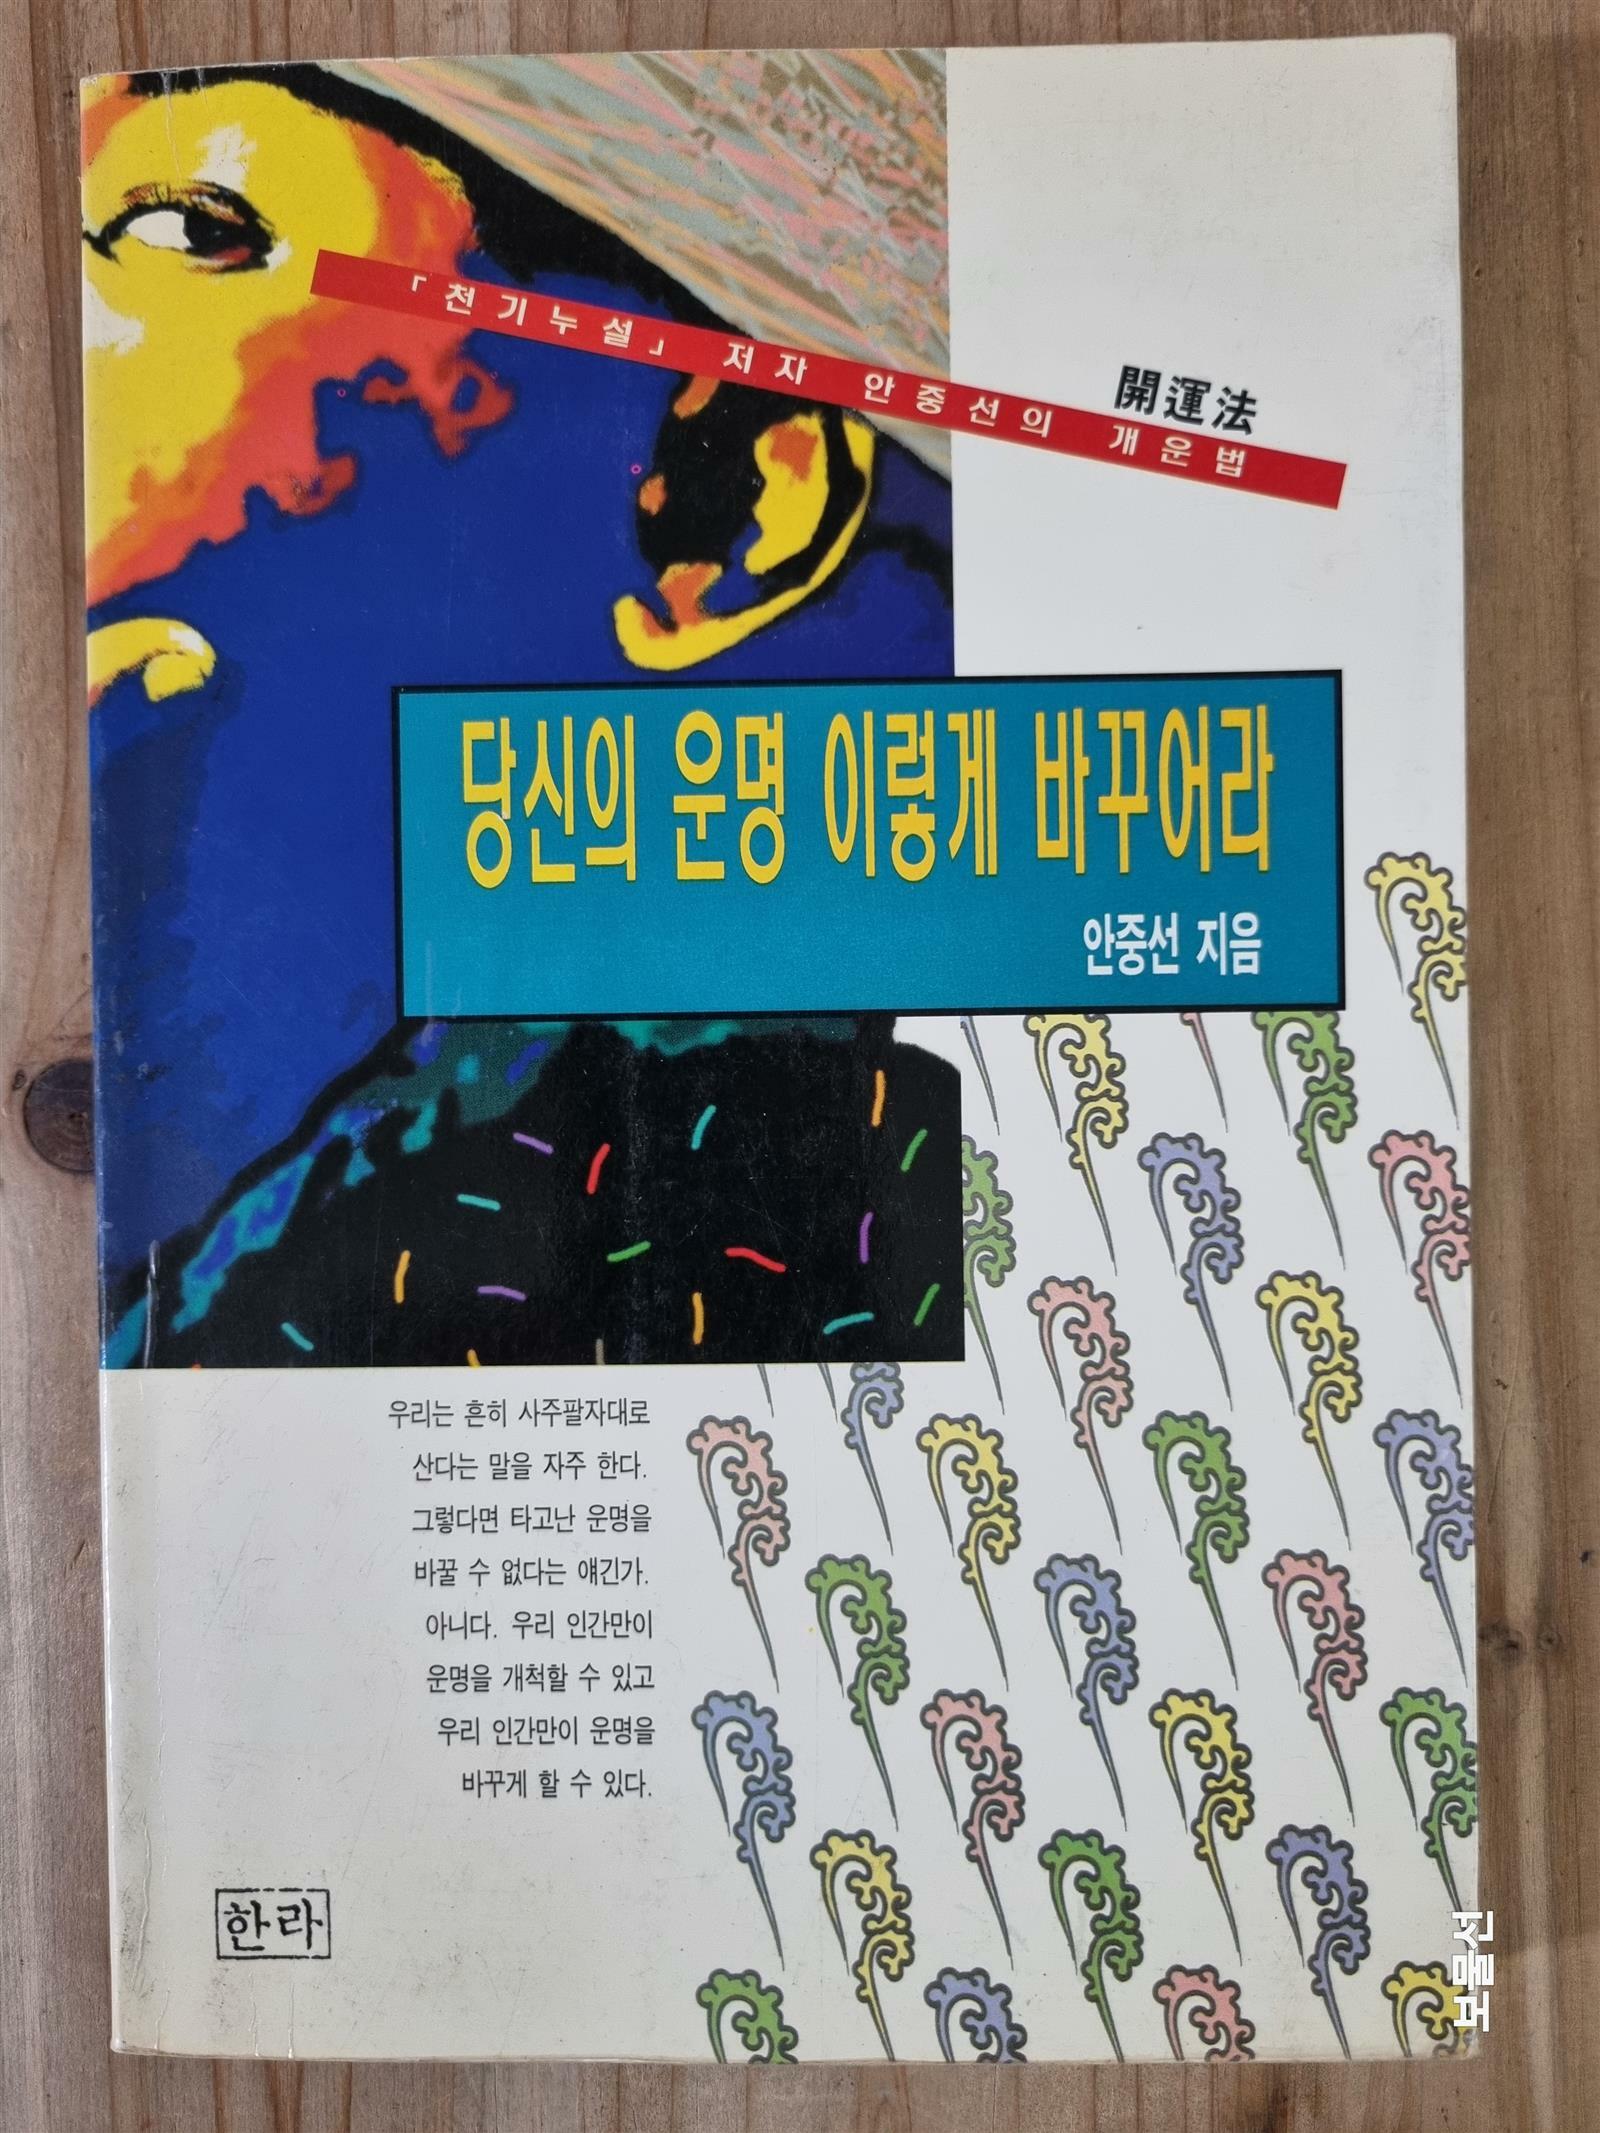 開運法
「천기누설」 저자 안중선의 개운법
당신의 운명 이렇게 바꾸어라
안중선 지음
우리는 흔히 사주팔자대로
산다는 말을 자주 한다.
그렇다면 타고난 운명을
바꿀 수 없다는 얘긴가.
아니다. 우리 인간만이
운명을 개척할 수 있고
우리 인간만이 운명을
바꾸게 할 수 있다.
한라
보물선